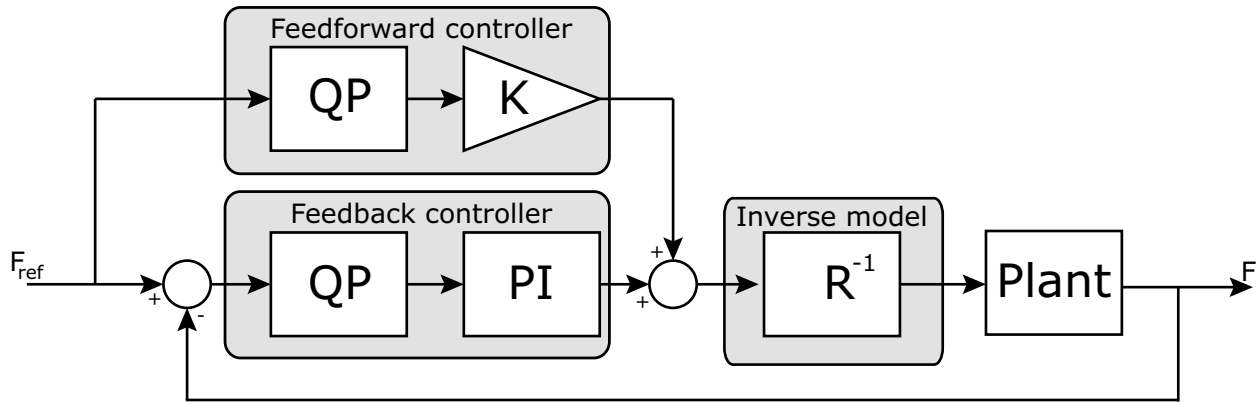 Feedforward controller
QP
K
Feedback controller
Inverse model
F_ref
+
-
QP
PI
+
+
R^-1
Plant
F